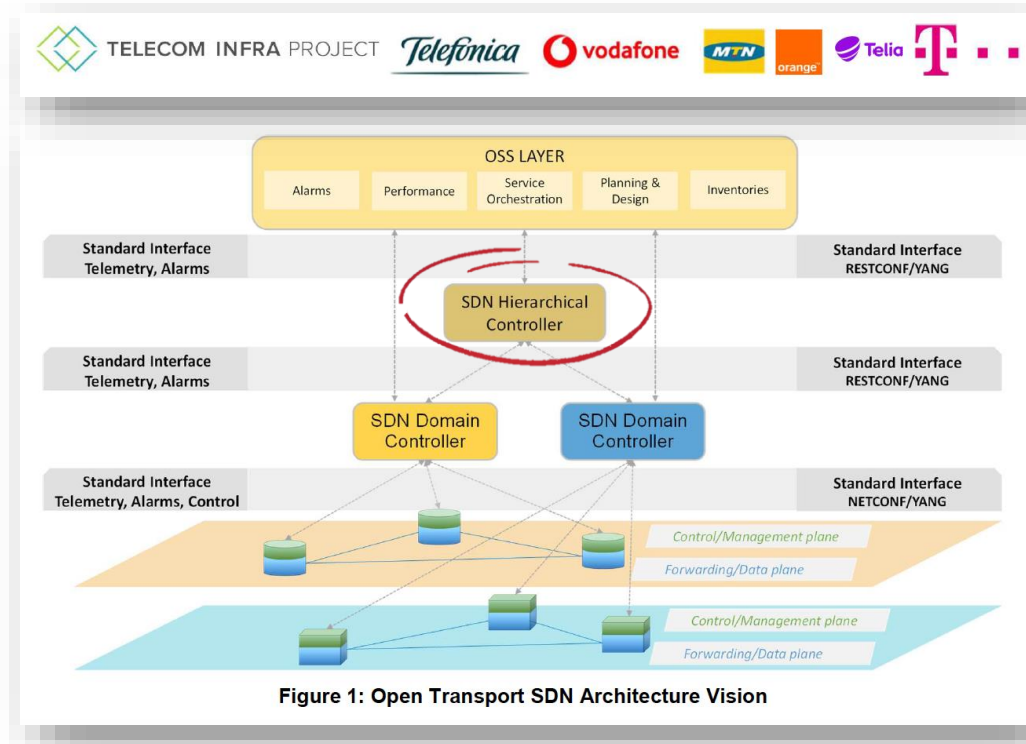 TELECOM INFRA PROJECT
Telefónica
vodafone
MTN
orange™
Telia
T
OSS LAYER
Alarms
Performance
Service
Orchestration
Planning &
Design
Inventories
Standard Interface
Telemetry, Alarms
Standard Interface
RESTCONF/YANG
SDN Hierarchical
Controller
Standard Interface
Telemetry, Alarms
Standard Interface
RESTCONF/YANG
SDN Domain
Controller
SDN Domain
Controller
Standard Interface
Telemetry, Alarms, Control
Standard Interface
NETCONF/YANG
Control/Management plane
Forwarding/Data plane
Control/Management plane
Forwarding/Data plane
Figure 1: Open Transport SDN Architecture Vision